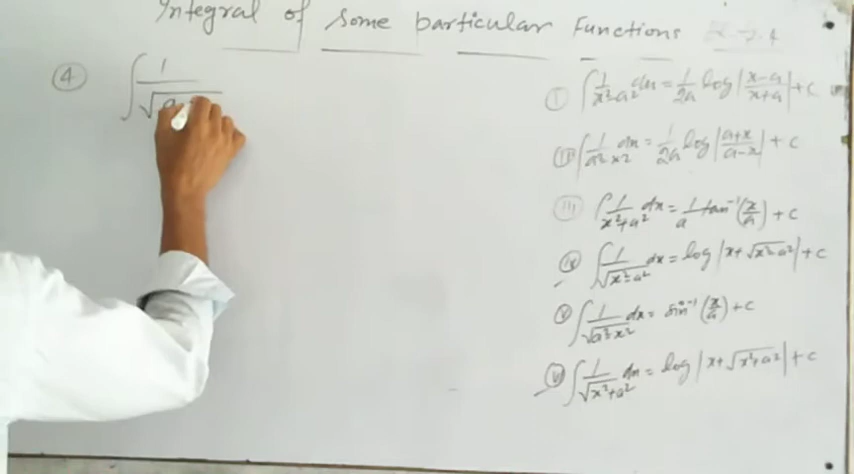 Integral of Some particular Functions
④ ∫ 1/√
① ∫ 1/x²-a² dx = 1/2a log |x-a/x+a| + c
② ∫ 1/a²-x² dx = 1/2a log |a+x/a-x| + c
(iii) ∫ 1/x²+a² dx = 1/a tan⁻¹ (x/a) + c
(iv) ∫ 1/√x²-a² dx = log |x+√x²-a²| + c
(v) ∫ 1/√a²-x² dx = sin⁻¹ (x/a) + c
(vi) ∫ 1/√x²+a² dx = log |x+√x²+a²| + c